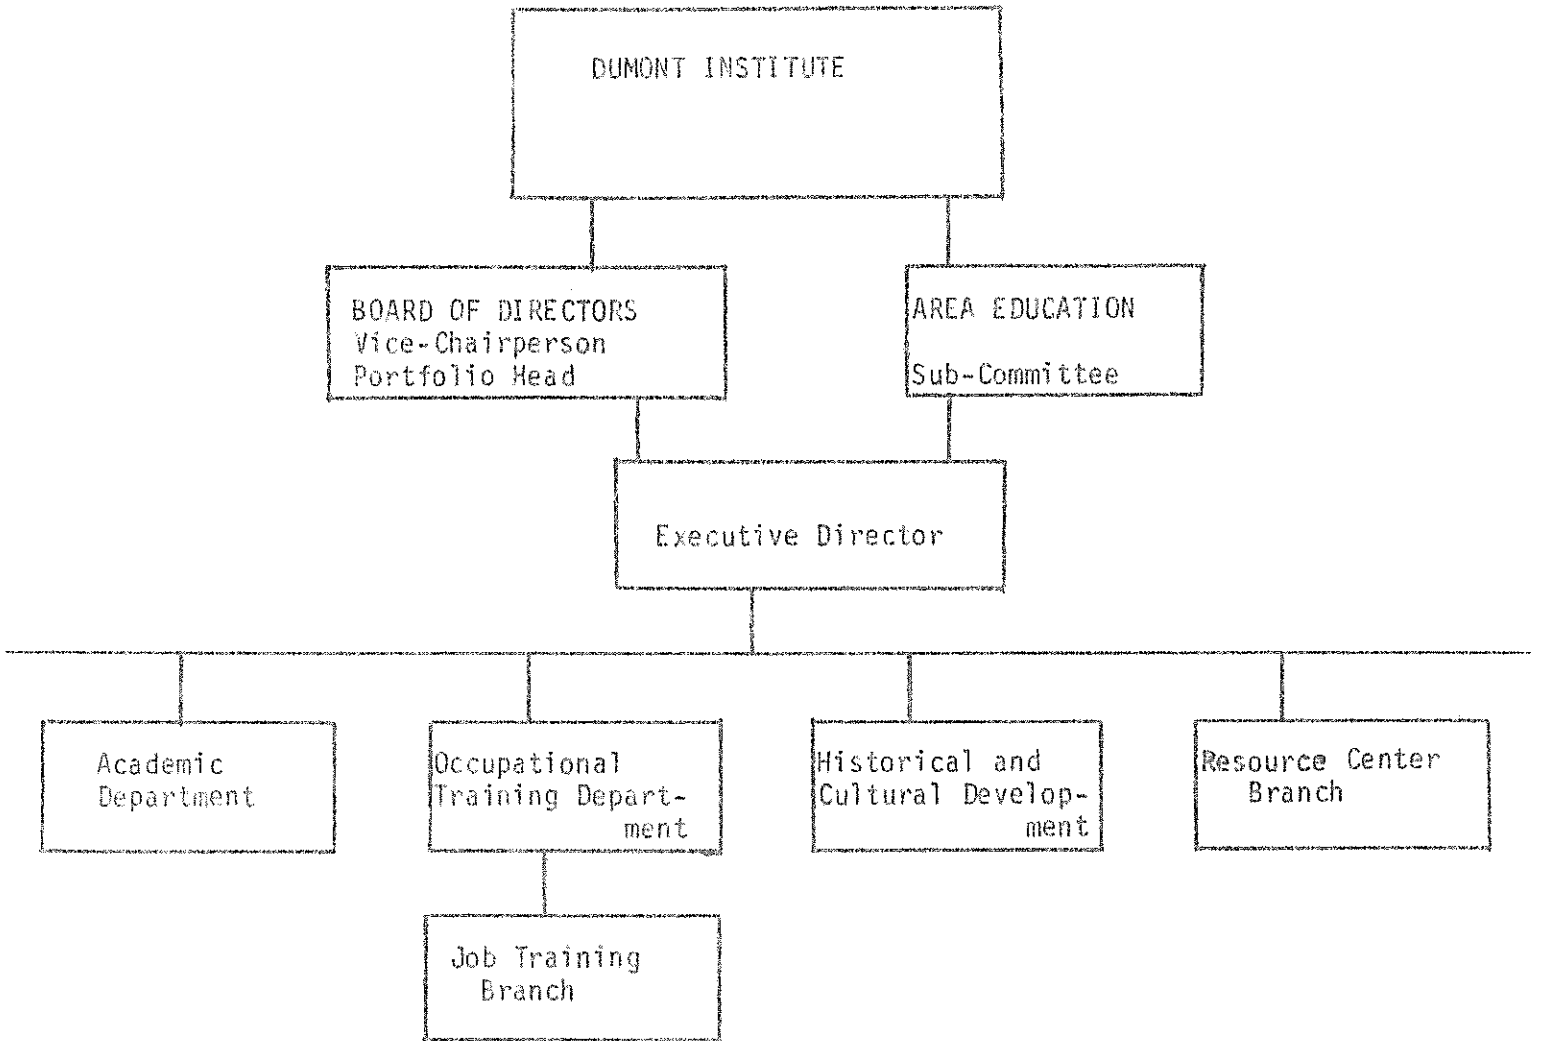 DUMONT INSTITUTE
BOARD OF DIRECTORS
Vice-Chairperson
Portfolio Head
AREA EDUCATION
Sub-Committee
Executive Director
Academic
Department
Occupational
Training Depart-
ment
Historical and
Cultural Develop-
ment
Resource Center
Branch
Job Training
Branch